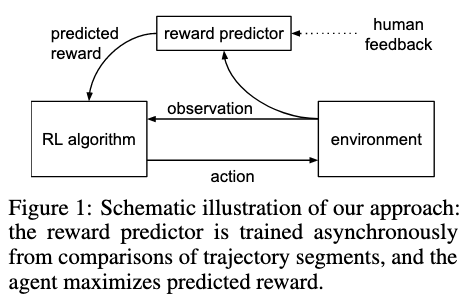 predicted
reward
reward predictor
human
feedback
RL algorithm
observation
environment
action
Figure 1: Schematic illustration of our approach:
the reward predictor is trained asynchronously
from comparisons of trajectory segments, and the
agent maximizes predicted reward.